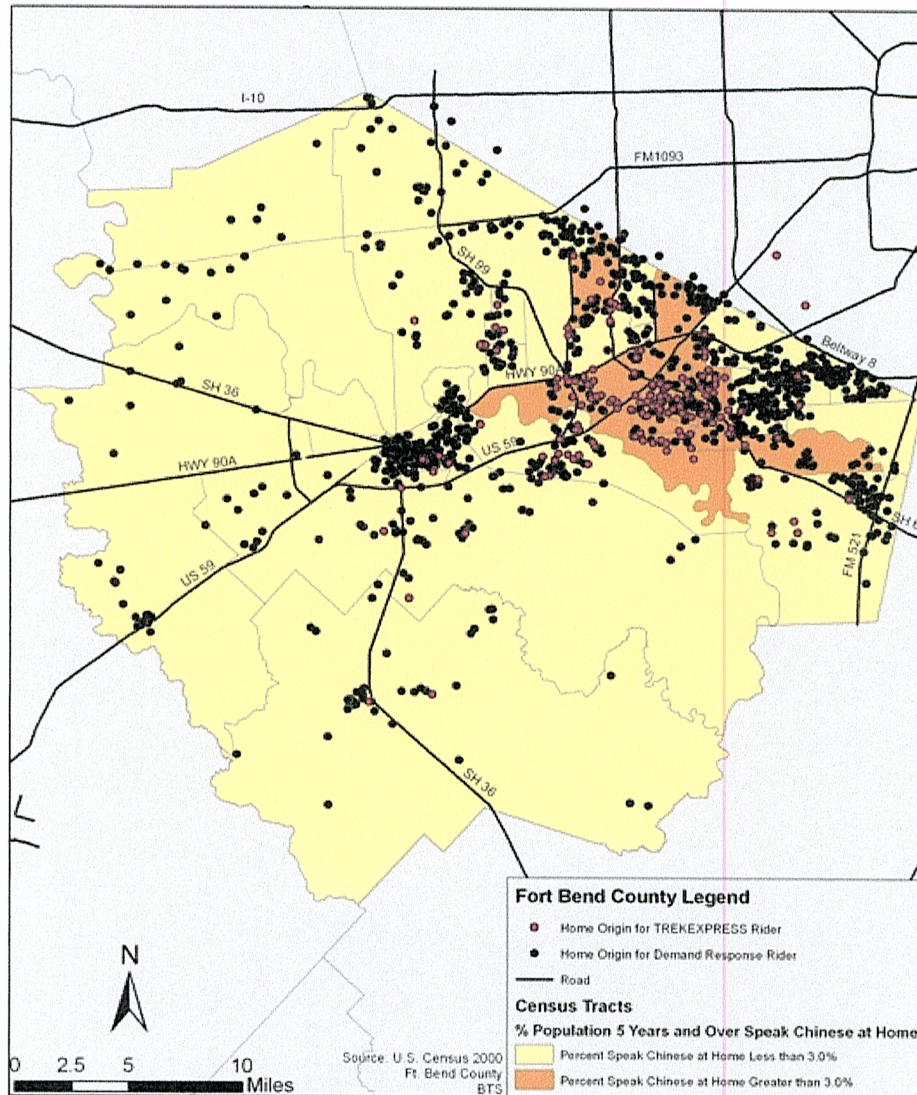 I-10
FM1093
SH 99
Beltway 8
HWY 90A
SH 36
US 59
HWY 90A
SH 6
FM 521
US 59
SH 36
Fort Bend County Legend
Home Origin for TREKEXPRESS Rider
Home Origin for Demand Response Rider
Road
Census Tracts
% Population 5 Years and Over Speak Chinese at Home
Percent Speak Chinese at Home Less than 3.0%
Percent Speak Chinese at Home Greater than 3.0%
N
0 2.5 5 10
Miles
Source: U.S. Census 2000
Ft. Bend County
BTS